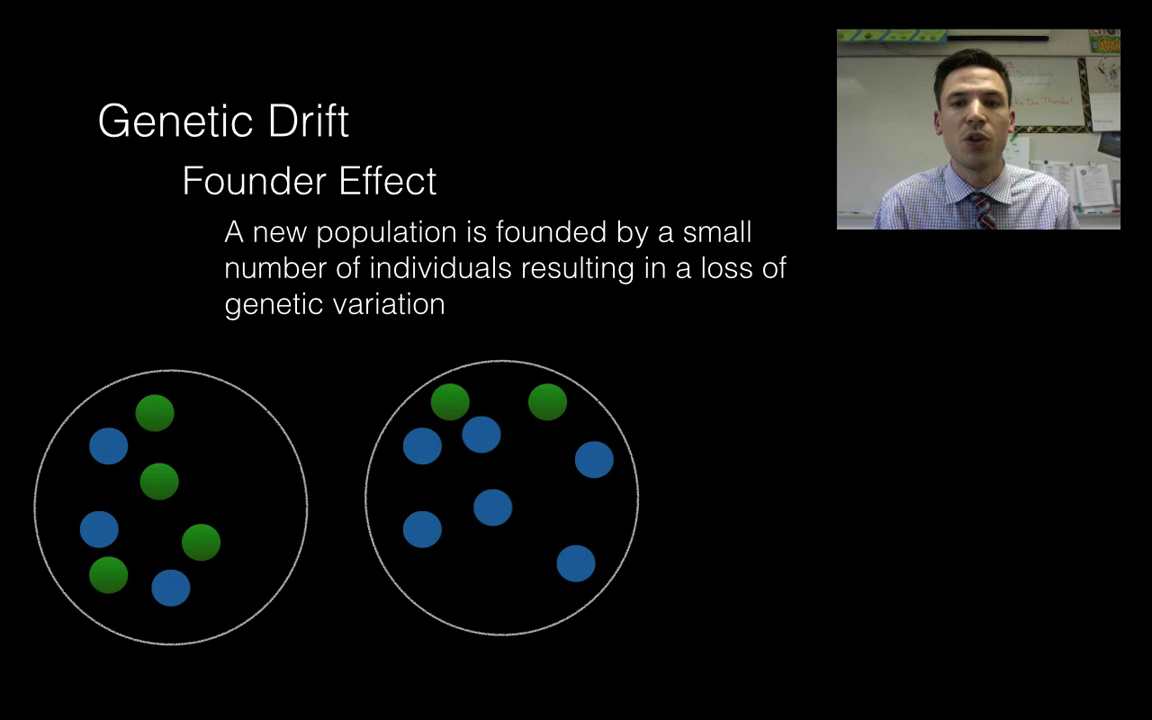 Genetic Drift
Founder Effect
A new population is founded by a small
number of individuals resulting in a loss of
genetic variation